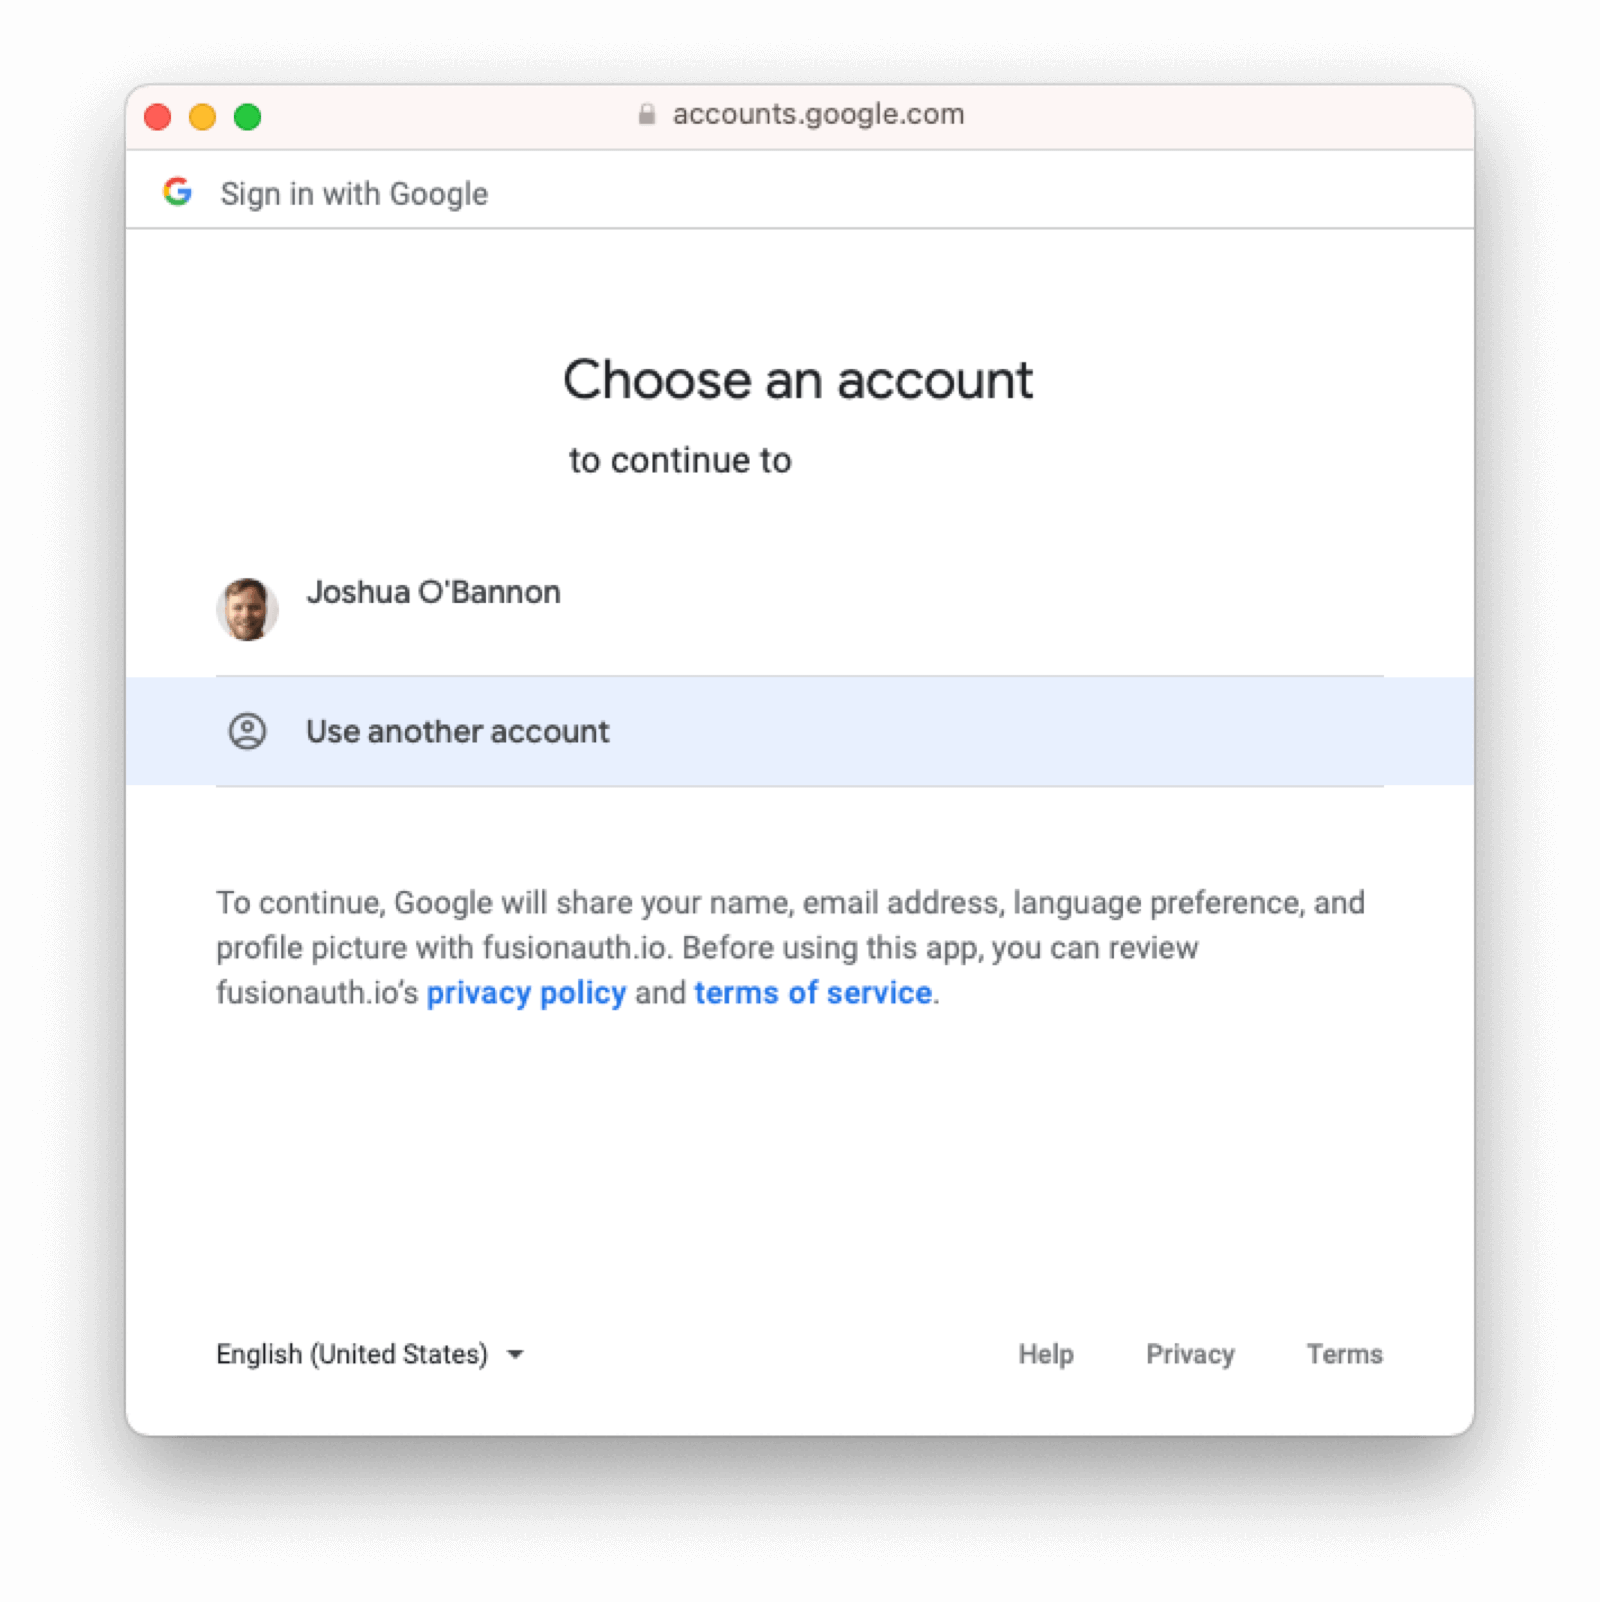 accounts.google.com
Sign in with Google
Choose an account
to continue to
Joshua O'Bannon
Use another account
To continue, Google will share your name, email address, language preference, and
profile picture with fusionauth.io. Before using this app, you can review
fusionauth.io’s privacy policy and terms of service.
English (United States) Help Privacy Terms